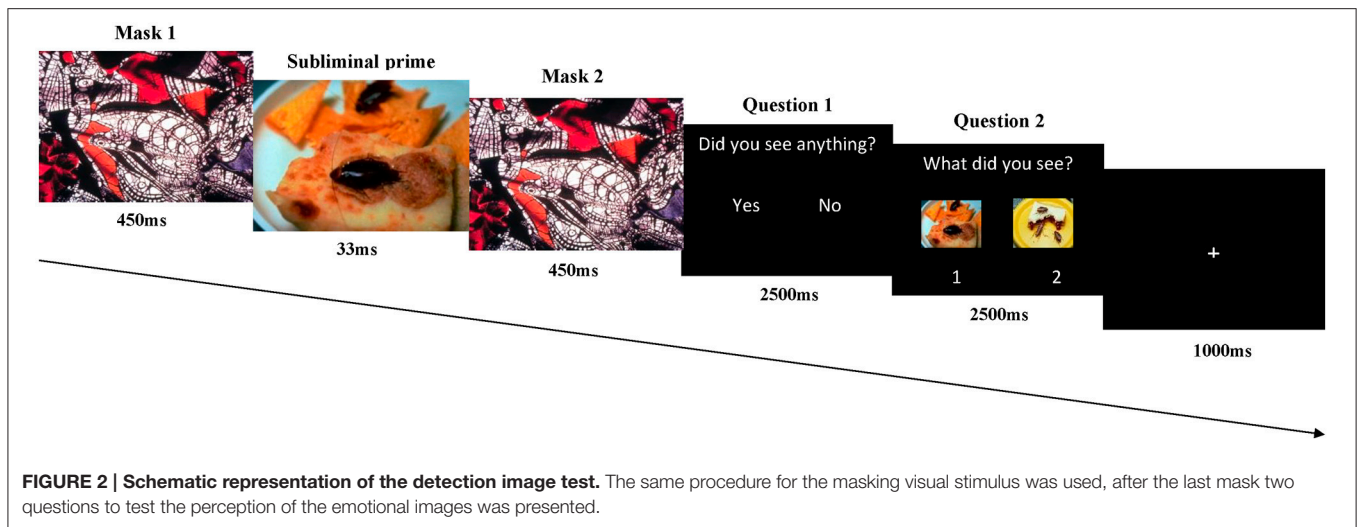 Mask 1
450ms
Subliminal prime
33ms
Mask 2
450ms
Question 1
Did you see anything?
Yes No
2500ms
Question 2
What did you see?
1 2
2500ms
+
1000ms
FIGURE 2 | Schematic representation of the detection image test. The same procedure for the masking visual stimulus was used, after the last mask two
questions to test the perception of the emotional images was presented.